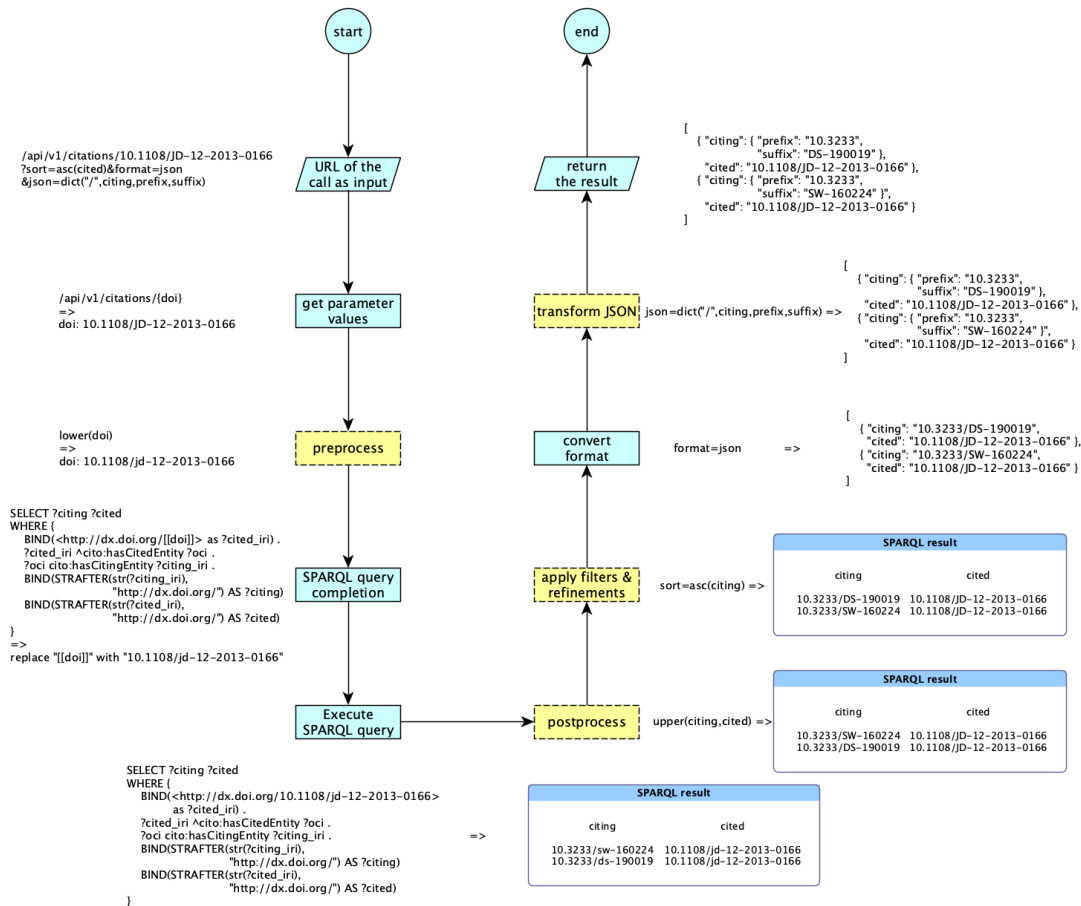 start
/api/v1/citations/10.1108/JD-12-2013-0166
?sort=asc(cited)&format=json
&json=dict("/",citing,prefix,suffix)
URL of the
call as input
/api/v1/citations/{doi}
=>
doi: 10.1108/JD-12-2013-0166
get parameter
values
lower(doi)
=>
doi: 10.1108/jd-12-2013-0166
preprocess
SELECT ?citing ?cited
WHERE {
BIND(<http://dx.doi.org/[[doi]]> as ?cited_iri) .
?cited_iri ^cito:hasCitedEntity ?oci .
?oci cito:hasCitingEntity ?citing_iri .
BIND(STRAFTER(str(?citing_iri),
"http://dx.doi.org/") AS ?citing)
BIND(STRAFTER(str(?cited_iri),
"http://dx.doi.org/") AS ?cited)
}
=>
replace "[[doi]]" with "10.1108/jd-12-2013-0166"
SPARQL query
completion
Execute
SPARQL query
SELECT ?citing ?cited
WHERE {
BIND(<http://dx.doi.org/10.1108/jd-12-2013-0166>
as ?cited_iri) .
?cited_iri ^cito:hasCitedEntity ?oci .
?oci cito:hasCitingEntity ?citing_iri .
BIND(STRAFTER(str(?citing_iri),
"http://dx.doi.org/") AS ?citing)
BIND(STRAFTER(str(?cited_iri),
"http://dx.doi.org/") AS ?cited)
}
=>
SPARQL result
citing cited
10.3233/sw-160224 10.1108/jd-12-2013-0166
10.3233/ds-190019 10.1108/jd-12-2013-0166
postprocess
upper(citing,cited) =>
SPARQL result
citing cited
10.3233/SW-160224 10.1108/JD-12-2013-0166
10.3233/DS-190019 10.1108/JD-12-2013-0166
apply filters &
refinements
sort=asc(citing) =>
SPARQL result
citing cited
10.3233/DS-190019 10.1108/JD-12-2013-0166
10.3233/SW-160224 10.1108/JD-12-2013-0166
convert
format
format=json =>
[
{ "citing": "10.3233/DS-190019",
"cited": "10.1108/JD-12-2013-0166" },
{ "citing": "10.3233/SW-160224",
"cited": "10.1108/JD-12-2013-0166" }
]
transform JSON
json=dict("/",citing,prefix,suffix) =>
[
{ "citing": { "prefix": "10.3233",
"suffix": "DS-190019" },
"cited": "10.1108/JD-12-2013-0166" },
{ "citing": { "prefix": "10.3233",
"suffix": "SW-160224" }",
"cited": "10.1108/JD-12-2013-0166" }
]
return
the result
[
{ "citing": { "prefix": "10.3233",
"suffix": "DS-190019" },
"cited": "10.1108/JD-12-2013-0166" },
{ "citing": { "prefix": "10.3233",
"suffix": "SW-160224" }",
"cited": "10.1108/JD-12-2013-0166" }
]
end